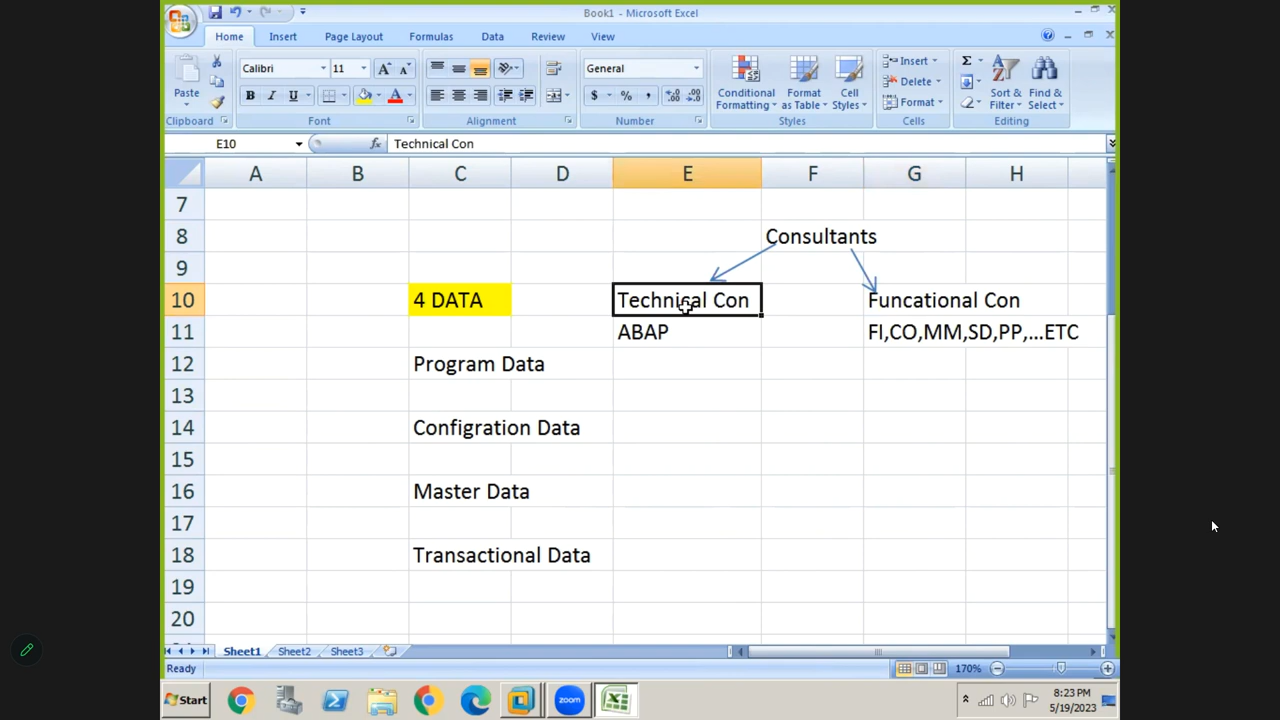 Book1 - Microsoft Excel
Home Insert Page Layout Formulas Data Review View
Paste
Calibri 11 A A
B I U A
General
$ % ,
Conditional Formatting
Format as Table
Cell Styles
Insert
Delete
Format
Σ
Sort & Filter
Find & Select
Clipboard Font Alignment Number Styles Cells Editing
E10 fx Technical Con
A B C D E F G H
7
8 Consultants
9
10 4 DATA Technical Con Funcational Con
11 ABAP FI,CO,MM,SD,PP,...ETC
12 Program Data
13
14 Configration Data
15
16 Master Data
17
18 Transactional Data
19
20
Sheet1 Sheet2 Sheet3
Ready 170%
Start zoom 8:23 PM
5/19/2023